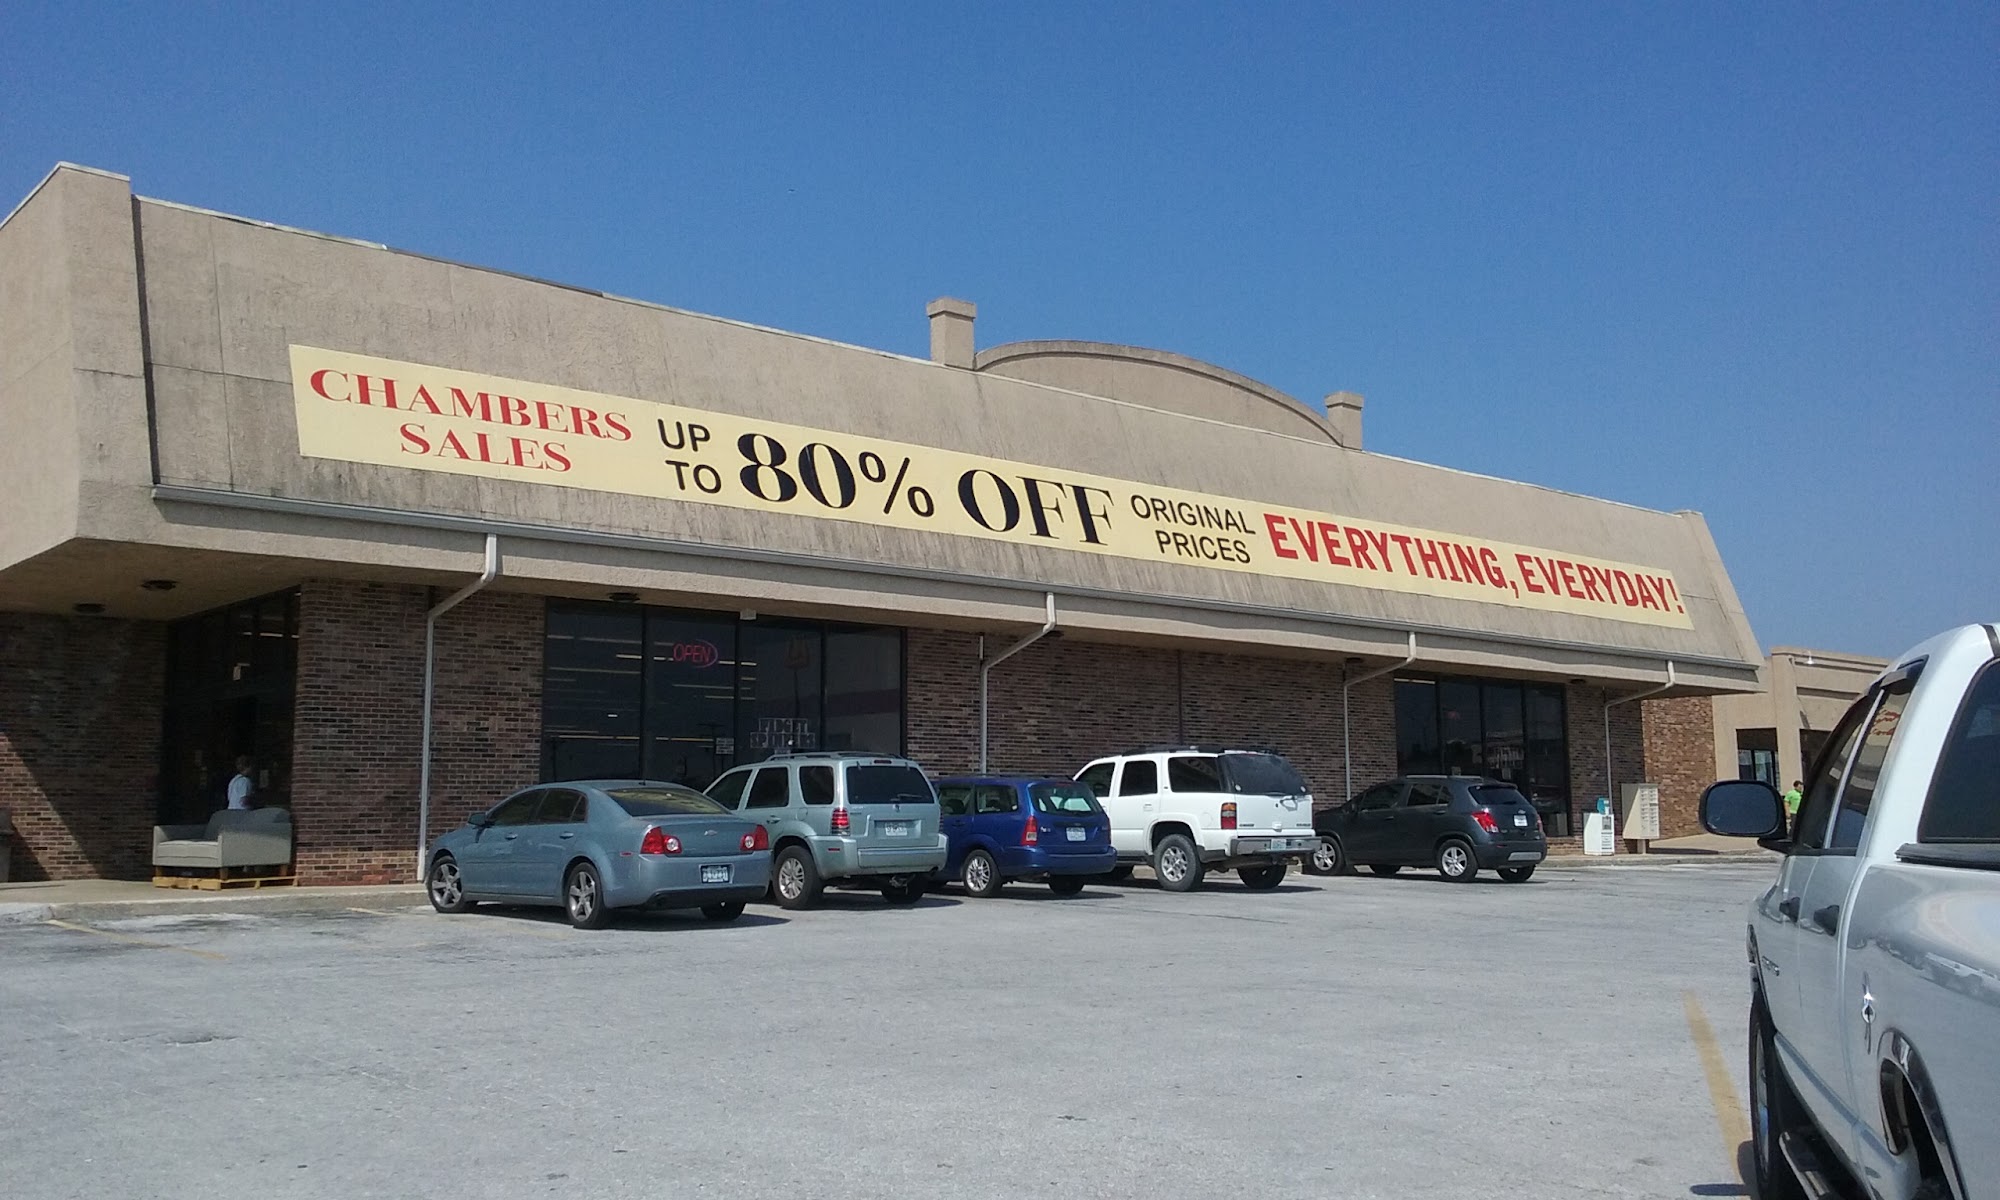 CHAMBERS
SALES
UP
TO
80% OFF
ORIGINAL
PRICES
EVERYTHING, EVERYDAY!
OPEN